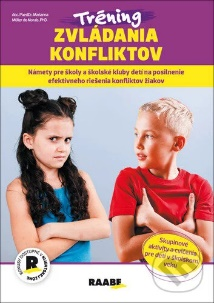 Tréning
ZVLÁDANIA
KONFLIKTOV
Námety pre školy a školské kluby detí na posilnenie
efektívneho riešenia konfliktov žiakov
Skupinové
aktivity a cvičenia
pre deti v školskom
veku
R
RAABE